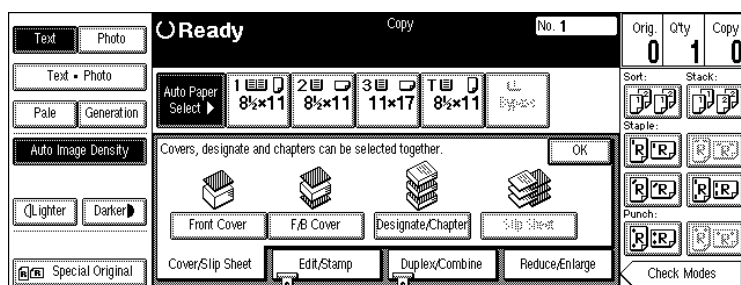 Text
Photo
Text • Photo
Pale
Generation
Auto Image Density
Lighter
Darker
Special Original
Ready
Copy
No. 1
Auto Paper
Select ▶
1
8½×11
2
8½×11
3
11×17
T
8½×11
Bypass
Covers, designate and chapters can be selected together.
OK
Front Cover
F/B Cover
Designate/Chapter
Slip Sheet
Cover/Slip Sheet
Edit/Stamp
Duplex/Combine
Reduce/Enlarge
Orig.
Q'ty
Copy
0
1
0
Sort:
Stack:
Staple:
Punch:
Check Modes